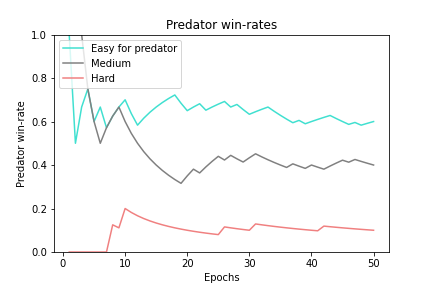 Predator win-rates
1.0
0.8
0.6
0.4
0.2
0.0
Predator win-rate
Easy for predator
Medium
Hard
0 10 20 30 40 50
Epochs